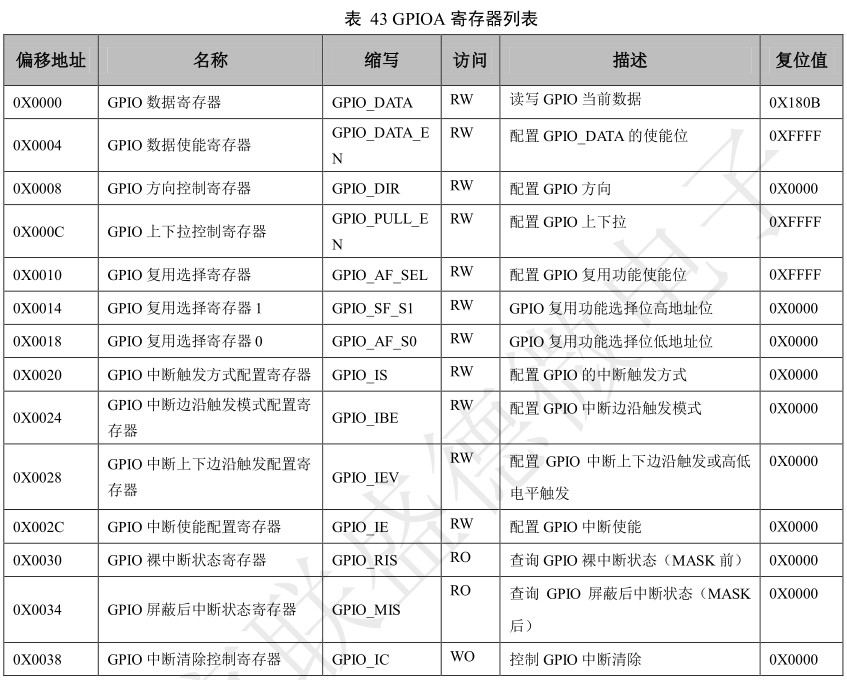 表 43 GPIOA 寄存器列表
偏移地址 名称 缩写 访问 描述 复位值
0X0000 GPIO 数据寄存器 GPIO_DATA RW 读写 GPIO 当前数据 0X180B
0X0004 GPIO 数据使能寄存器 GPIO_DATA_E
N RW 配置 GPIO_DATA 的使能位 0XFFFF
0X0008 GPIO 方向控制寄存器 GPIO_DIR RW 配置 GPIO 方向 0X0000
0X000C GPIO 上下拉控制寄存器 GPIO_PULL_E
N RW 配置 GPIO 上下拉 0XFFFF
0X0010 GPIO 复用选择寄存器 GPIO_AF_SEL RW 配置 GPIO 复用功能使能位 0XFFFF
0X0014 GPIO 复用选择寄存器 1 GPIO_SF_S1 RW GPIO 复用功能选择位高地址位 0X0000
0X0018 GPIO 复用选择寄存器 0 GPIO_AF_S0 RW GPIO 复用功能选择位低地址位 0X0000
0X0020 GPIO 中断触发方式配置寄存器 GPIO_IS RW 配置 GPIO 的中断触发方式 0X0000
0X0024 GPIO 中断边沿触发模式配置寄
存器 GPIO_IBE RW 配置 GPIO 中断边沿触发模式 0X0000
0X0028 GPIO 中断上下边沿触发配置寄
存器 GPIO_IEV RW 配置 GPIO 中断上下边沿触发或高低
电平触发 0X0000
0X002C GPIO 中断使能配置寄存器 GPIO_IE RW 配置 GPIO 中断使能 0X0000
0X0030 GPIO 裸中断状态寄存器 GPIO_RIS RO 查询 GPIO 裸中断状态（MASK 前） 0X0000
0X0034 GPIO 屏蔽后中断状态寄存器 GPIO_MIS RO 查询 GPIO 屏蔽后中断状态（MASK
后） 0X0000
0X0038 GPIO 中断清除控制寄存器 GPIO_IC WO 控制 GPIO 中断清除 0X0000
联盛德微电子